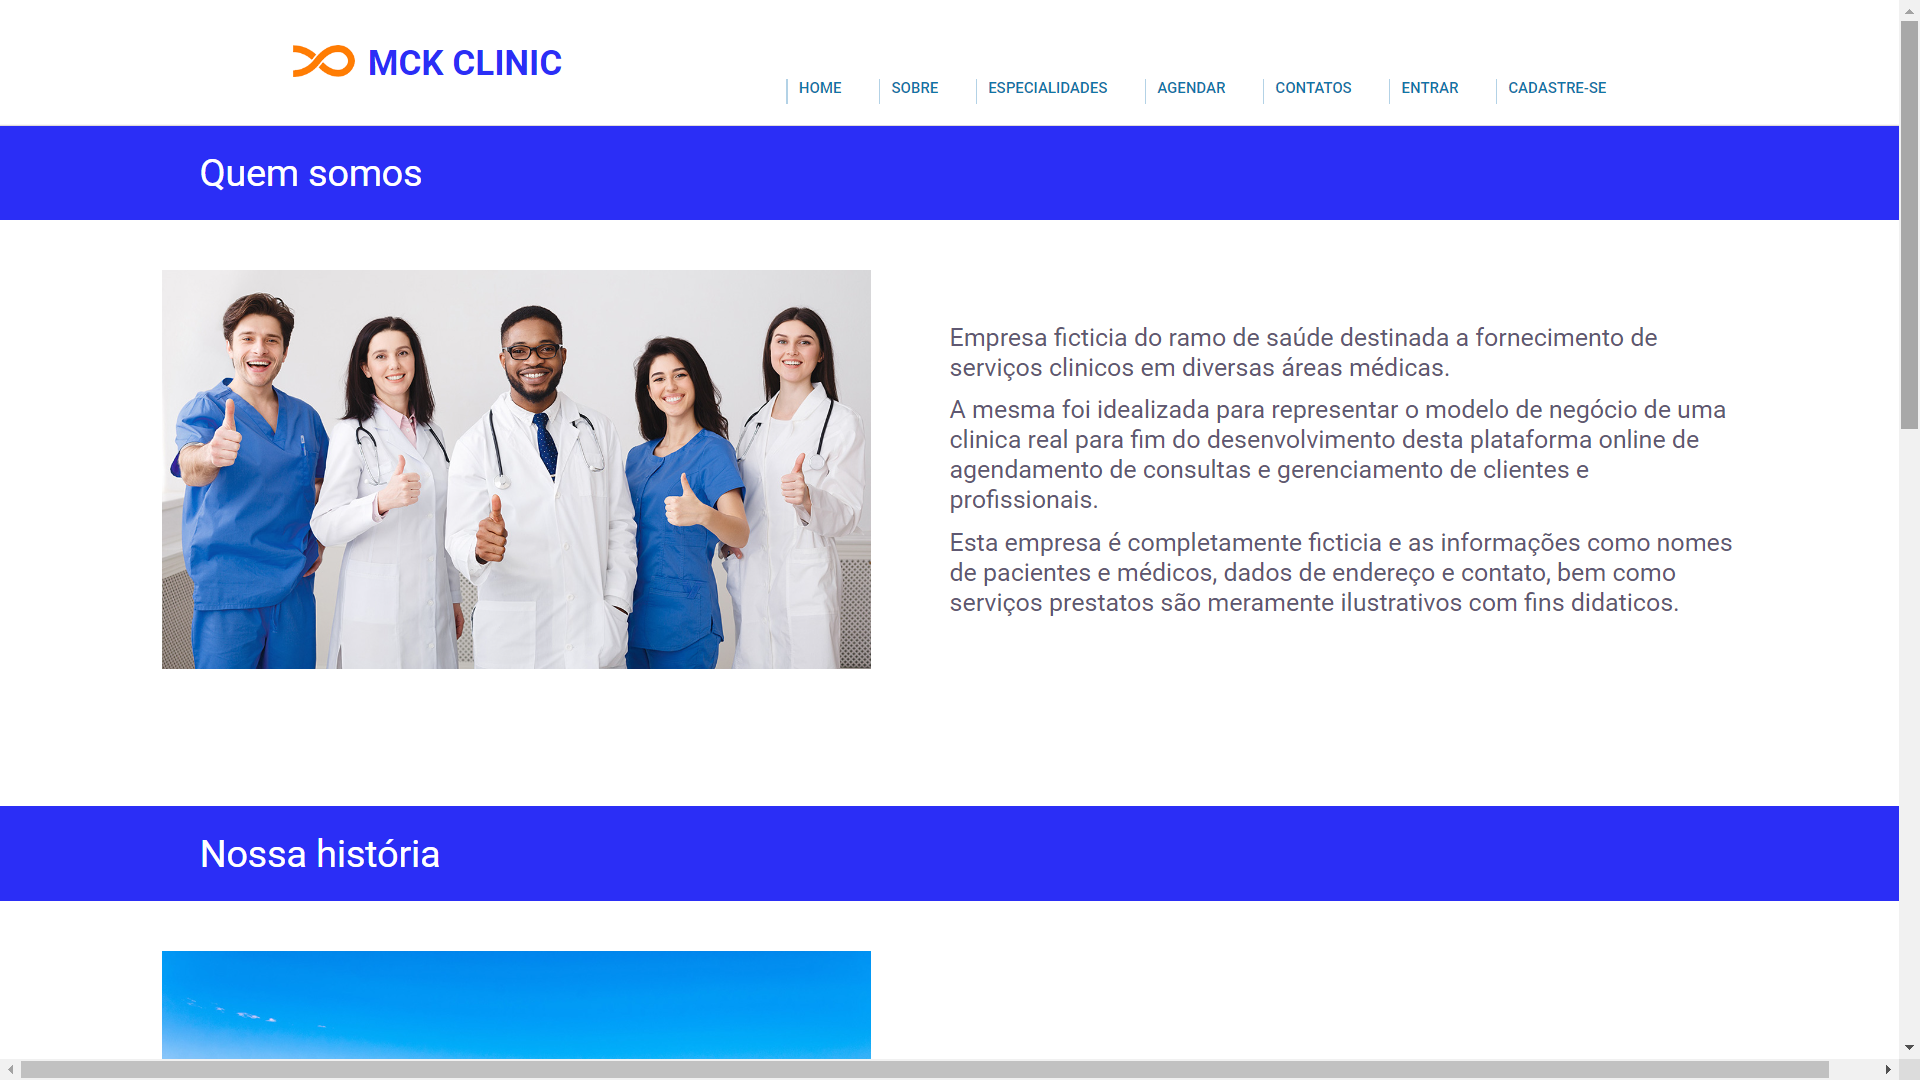 MCK CLINIC
HOME
SOBRE
ESPECIALIDADES
AGENDAR
CONTATOS
ENTRAR
CADASTRE-SE
Quem somos
Empresa ficticia do ramo de saúde destinada a fornecimento de
serviços clinicos em diversas áreas médicas.
A mesma foi idealizada para representar o modelo de negócio de uma
clinica real para fim do desenvolvimento desta plataforma online de
agendamento de consultas e gerenciamento de clientes e
profissionais.
Esta empresa é completamente ficticia e as informações como nomes
de pacientes e médicos, dados de endereço e contato, bem como
serviços prestatos são meramente ilustrativos com fins didaticos.
Nossa história